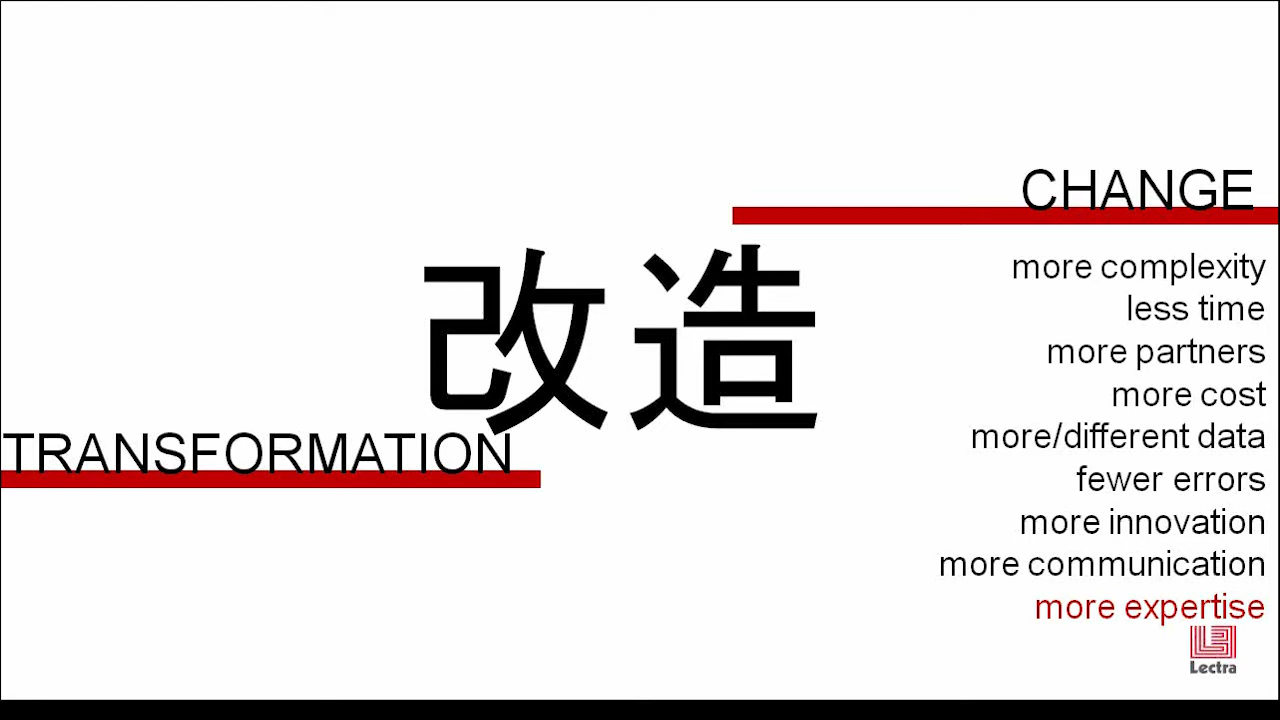 CHANGE
改造
TRANSFORMATION
more complexity
less time
more partners
more cost
more/different data
fewer errors
more innovation
more communication
more expertise
Lectra